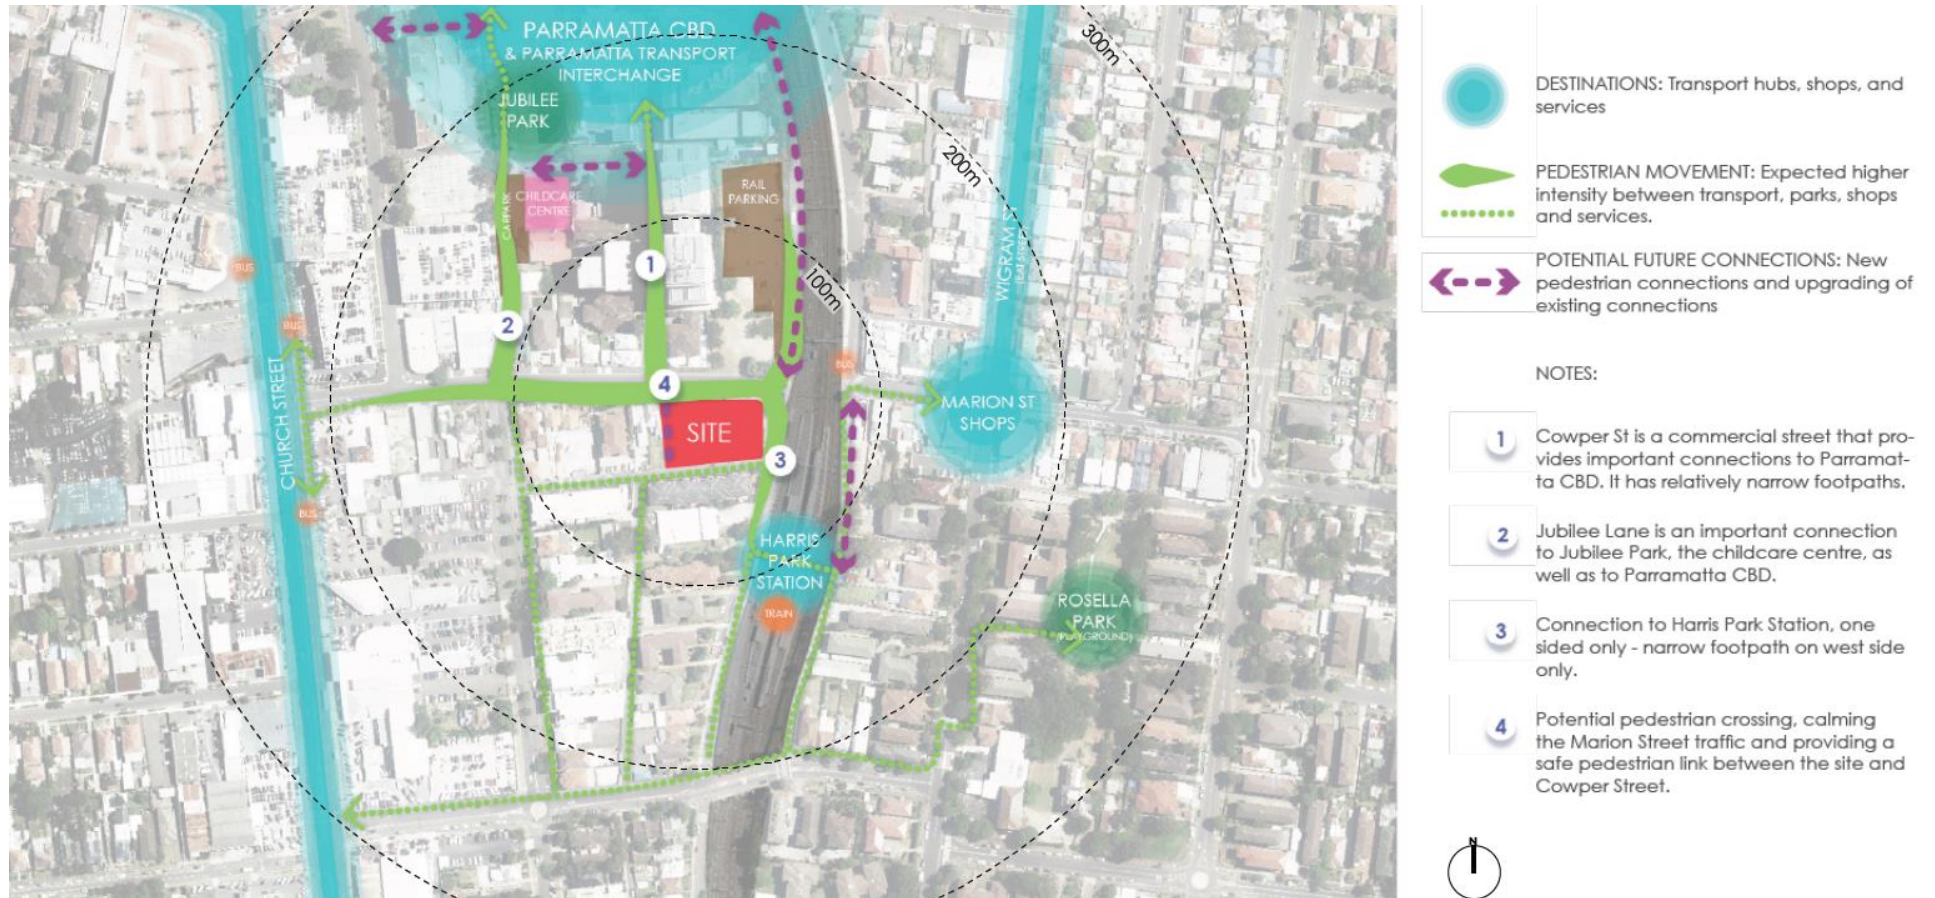 PARRAMATTA CBD
& PARRAMATTA TRANSPORT
INTERCHANGE
JUBILEE
PARK
CHILDCARE
CENTRE
CARPARK
RAIL
PARKING
300m
200m
100m
WIGRAM ST
(EAT STREET)
BUS
BUS
BUS
BUS
CHURCH STREET
1
2
4
SITE
3
MARION ST
SHOPS
HARRIS
PARK
STATION
TRAIN
ROSELLA
PARK
(PLAYGROUND)
DESTINATIONS: Transport hubs, shops, and
services
PEDESTRIAN MOVEMENT: Expected higher
intensity between transport, parks, shops
and services.
POTENTIAL FUTURE CONNECTIONS: New
pedestrian connections and upgrading of
existing connections
NOTES:
1
Cowper St is a commercial street that pro-
vides important connections to Parramat-
ta CBD. It has relatively narrow footpaths.
2
Jubilee Lane is an important connection
to Jubilee Park, the childcare centre, as
well as to Parramatta CBD.
3
Connection to Harris Park Station, one
sided only - narrow footpath on west side
only.
4
Potential pedestrian crossing, calming
the Marion Street traffic and providing a
safe pedestrian link between the site and
Cowper Street.
N